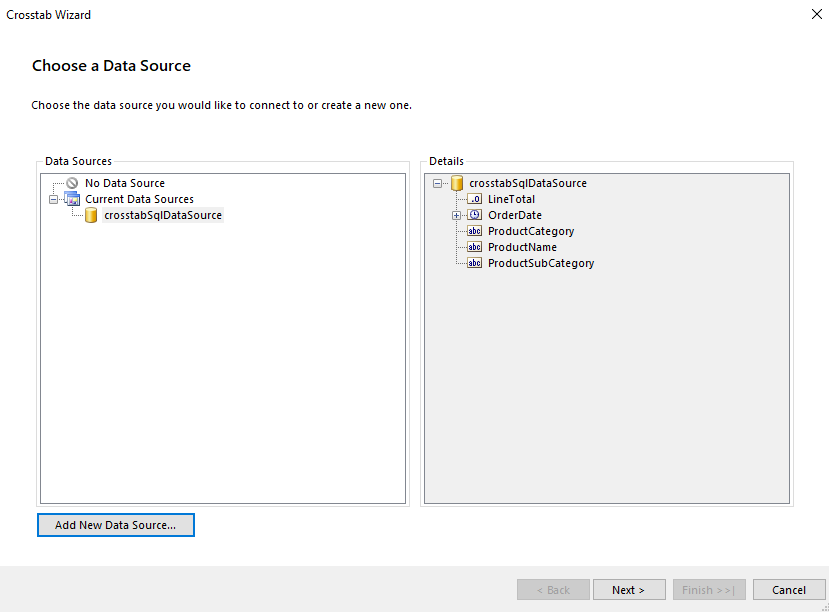 Crosstab Wizard
Choose a Data Source
Choose the data source you would like to connect to or create a new one.
Data Sources
No Data Source
Current Data Sources
crosstabSqlDataSource
Details
crosstabSqlDataSource
.0 LineTotal
OrderDate
abc ProductCategory
abc ProductName
abc ProductSubCategory
Add New Data Source...
< Back
Next >
Finish >>|
Cancel